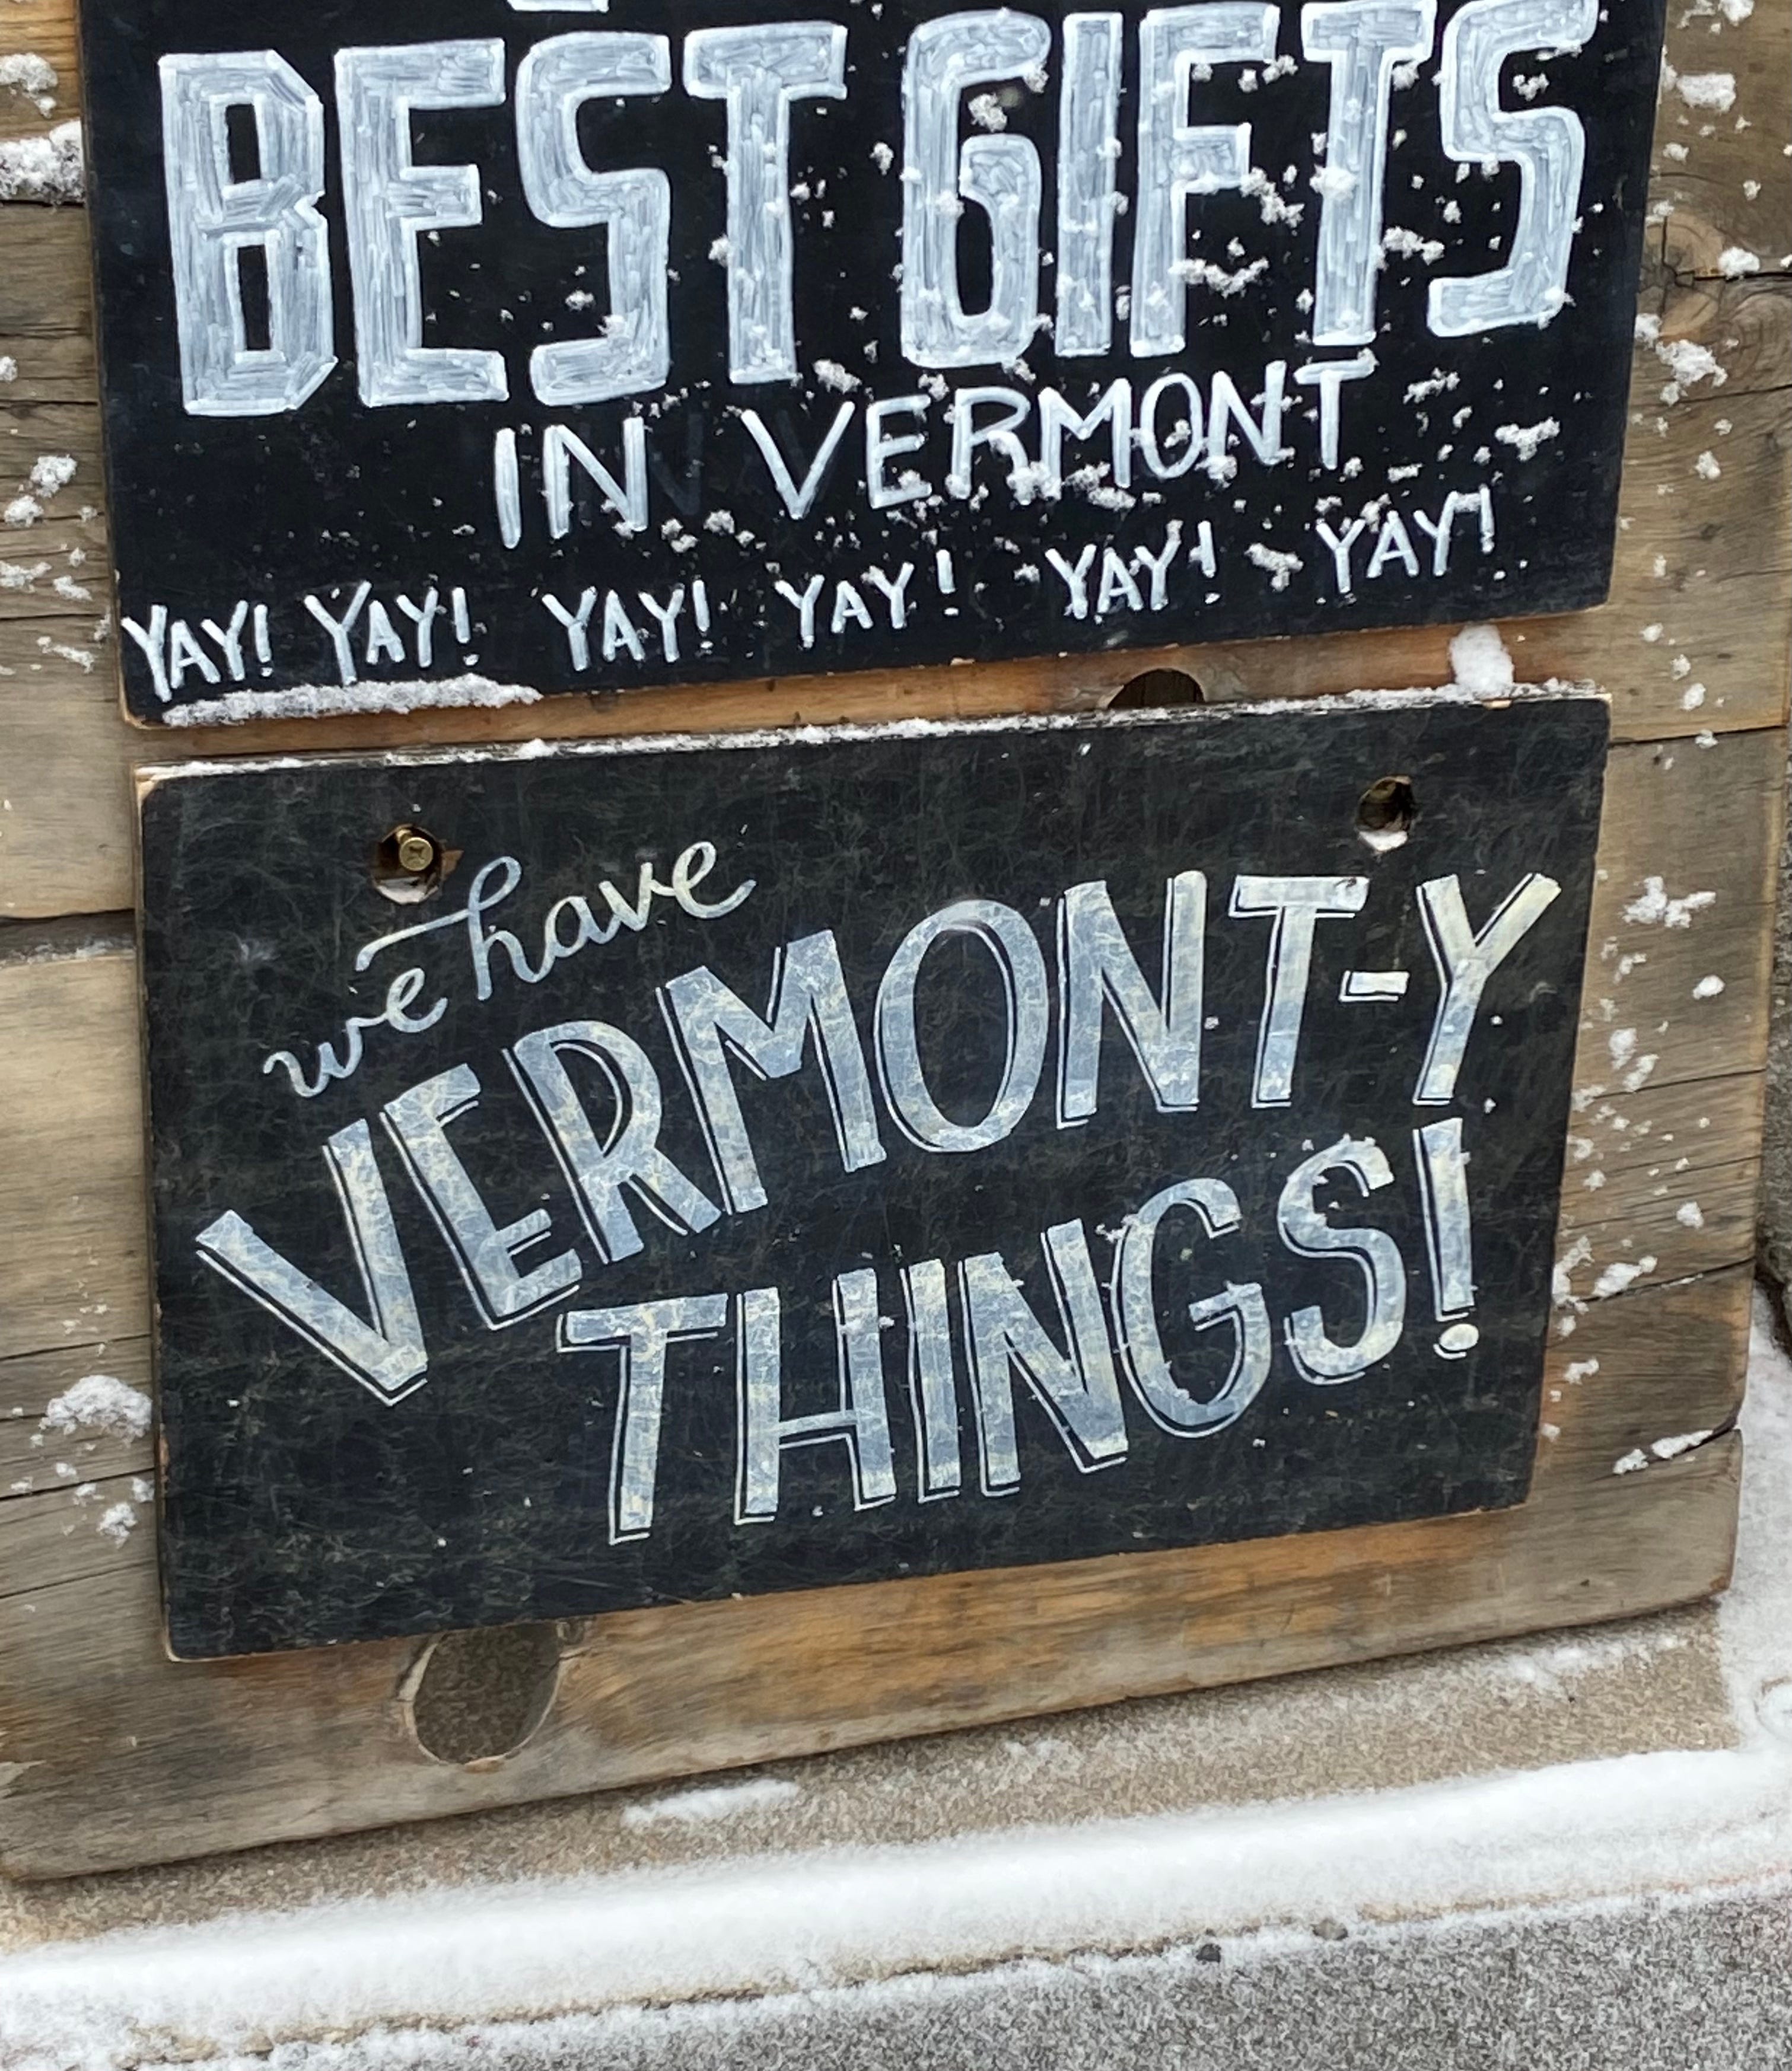 BEST GIFTS
IN VERMONT
YAY! YAY! YAY! YAY! YAY! YAY!
we have
VERMONT-Y
THINGS!